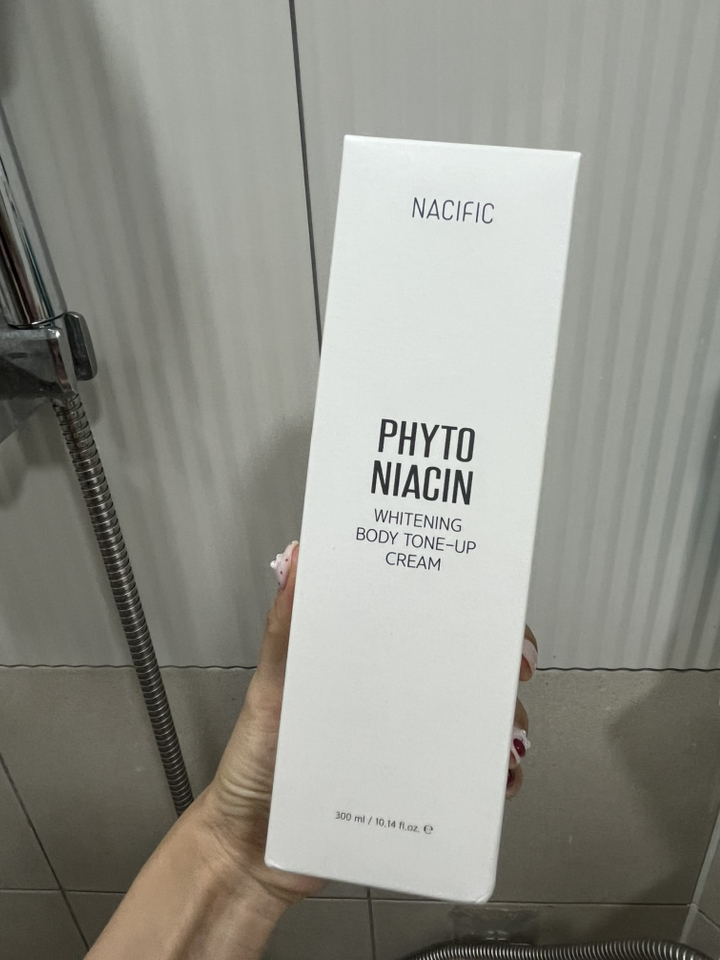 NACIFIC
PHYTO
NIACIN
WHITENING
BODY TONE-UP
CREAM
300 ml / 10.14 fl.oz. ℮